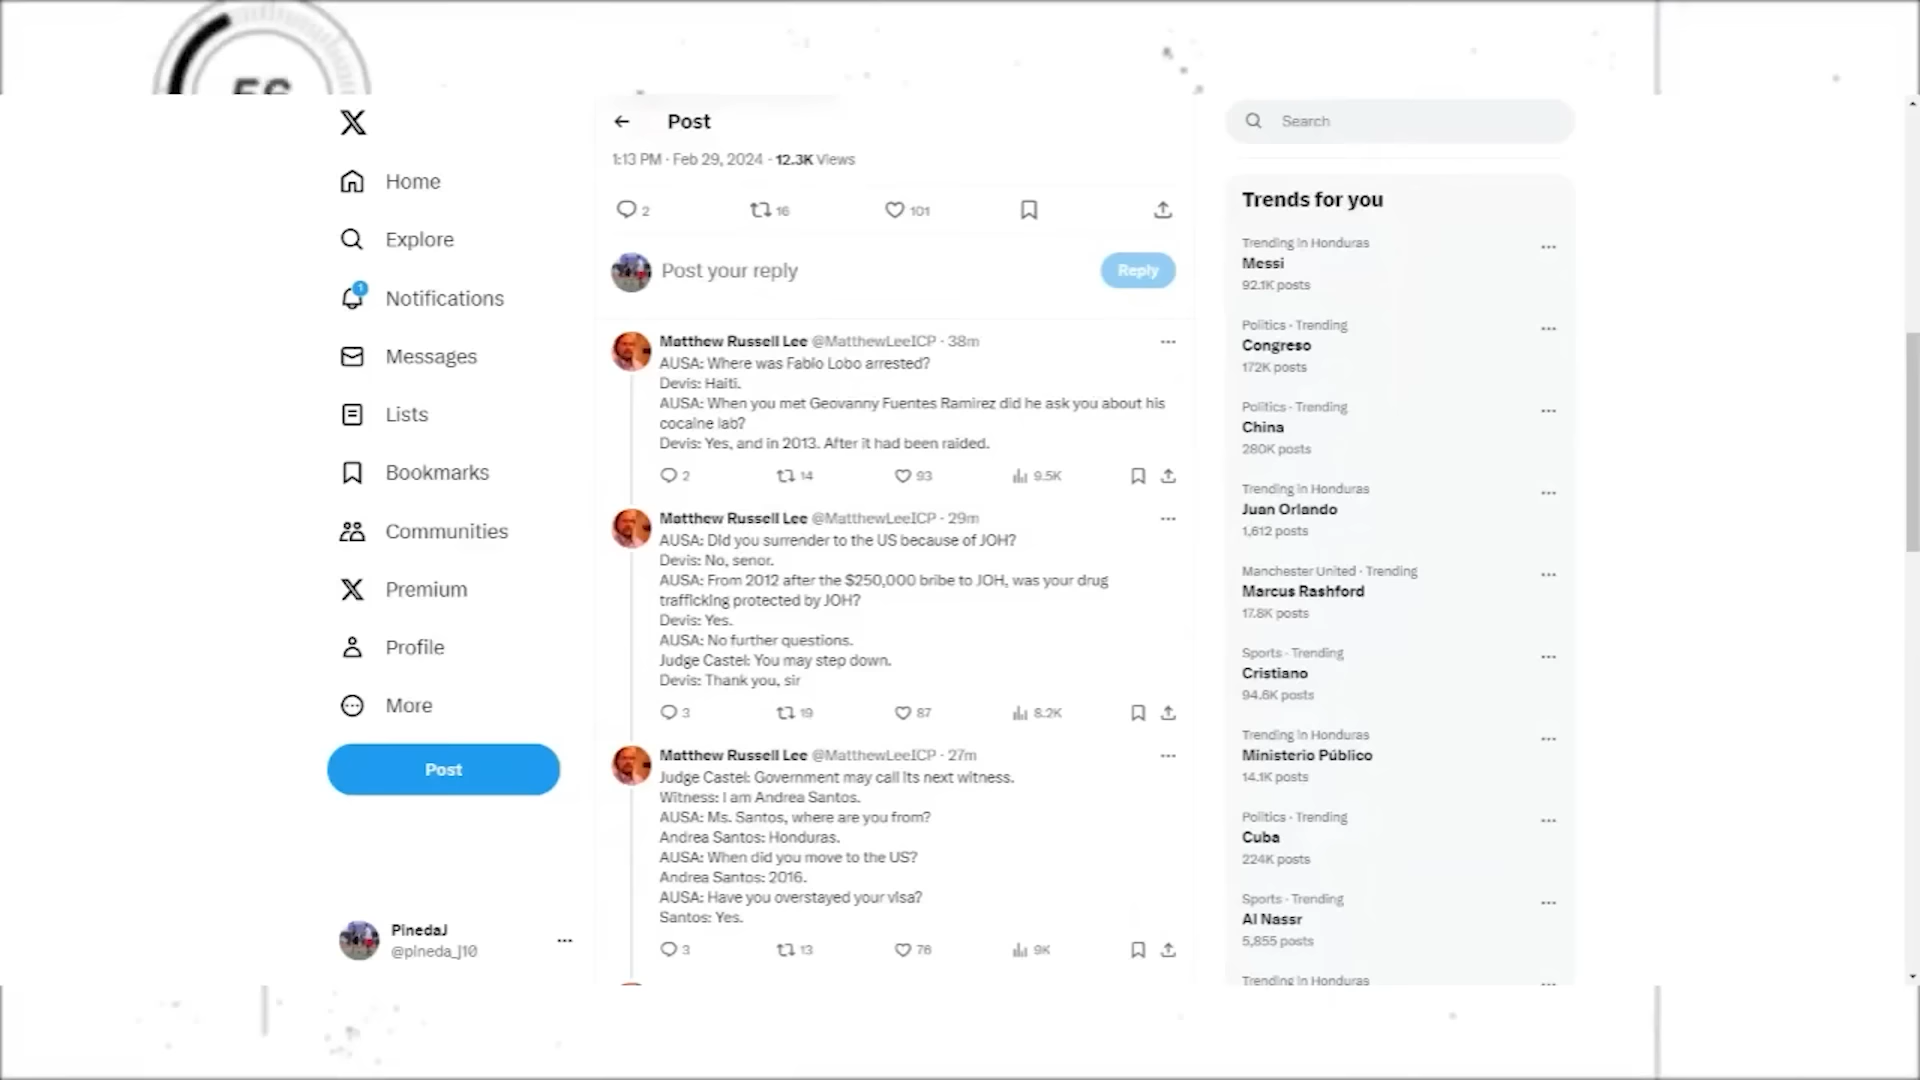 Post
1:13 PM · Feb 29, 2024 · 12.3K Views
2
16
101
Post your reply
Reply
Home
Explore
1
Notifications
Messages
Lists
Bookmarks
Communities
Premium
Profile
More
Post
PinedaJ
@pineda_J10
Matthew Russell Lee @MatthewLeeICP · 38m
AUSA: Where was Fabio Lobo arrested?
Devis: Haiti.
AUSA: When you met Geovanny Fuentes Ramirez did he ask you about his
cocaine lab?
Devis: Yes, and in 2013. After it had been raided.
2
14
93
9.5K
Matthew Russell Lee @MatthewLeeICP · 29m
AUSA: Did you surrender to the US because of JOH?
Devis: No, senor.
AUSA: From 2012 after the $250,000 bribe to JOH, was your drug
trafficking protected by JOH?
Devis: Yes.
AUSA: No further questions.
Judge Castel: You may step down.
Devis: Thank you, sir
3
19
87
8.2K
Matthew Russell Lee @MatthewLeeICP · 27m
Judge Castel: Government may call its next witness.
Witness: I am Andrea Santos.
AUSA: Ms. Santos, where are you from?
Andrea Santos: Honduras.
AUSA: When did you move to the US?
Andrea Santos: 2016.
AUSA: Have you overstayed your visa?
Santos: Yes.
3
13
76
9K
Search
Trends for you
Trending in Honduras
Messi
92.1K posts
Politics · Trending
Congreso
172K posts
Politics · Trending
China
280K posts
Trending in Honduras
Juan Orlando
1,612 posts
Manchester United · Trending
Marcus Rashford
17.8K posts
Sports · Trending
Cristiano
94.6K posts
Trending in Honduras
Ministerio Público
14.1K posts
Politics · Trending
Cuba
224K posts
Sports · Trending
Al Nassr
5,855 posts
Trending in Honduras